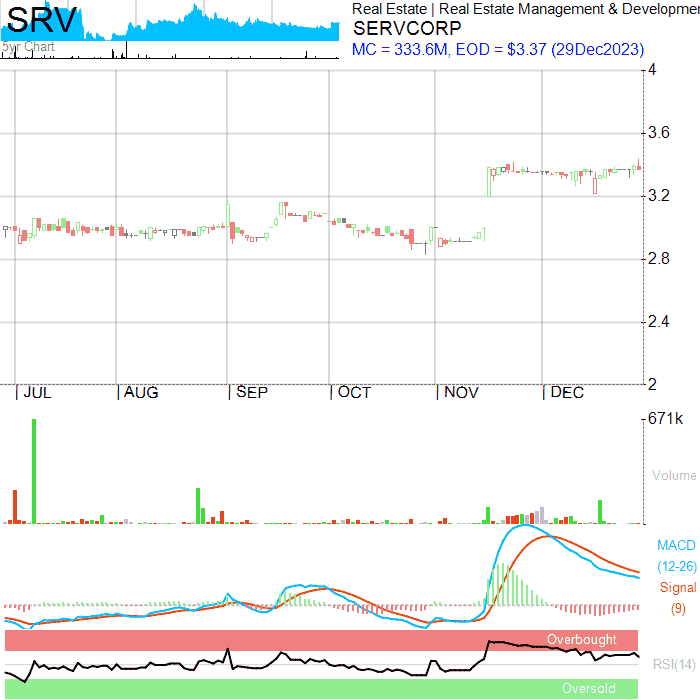 SRV
5yr Chart
Real Estate | Real Estate Management & Developmen
SERVCORP
MC = 333.6M, EOD = $3.37 (29Dec2023)
4
3.6
3.2
2.8
2.4
2
JUL AUG SEP OCT NOV DEC
671k
Volume
MACD
(12-26)
Signal
(9)
Overbought
RSI(14)
Oversold